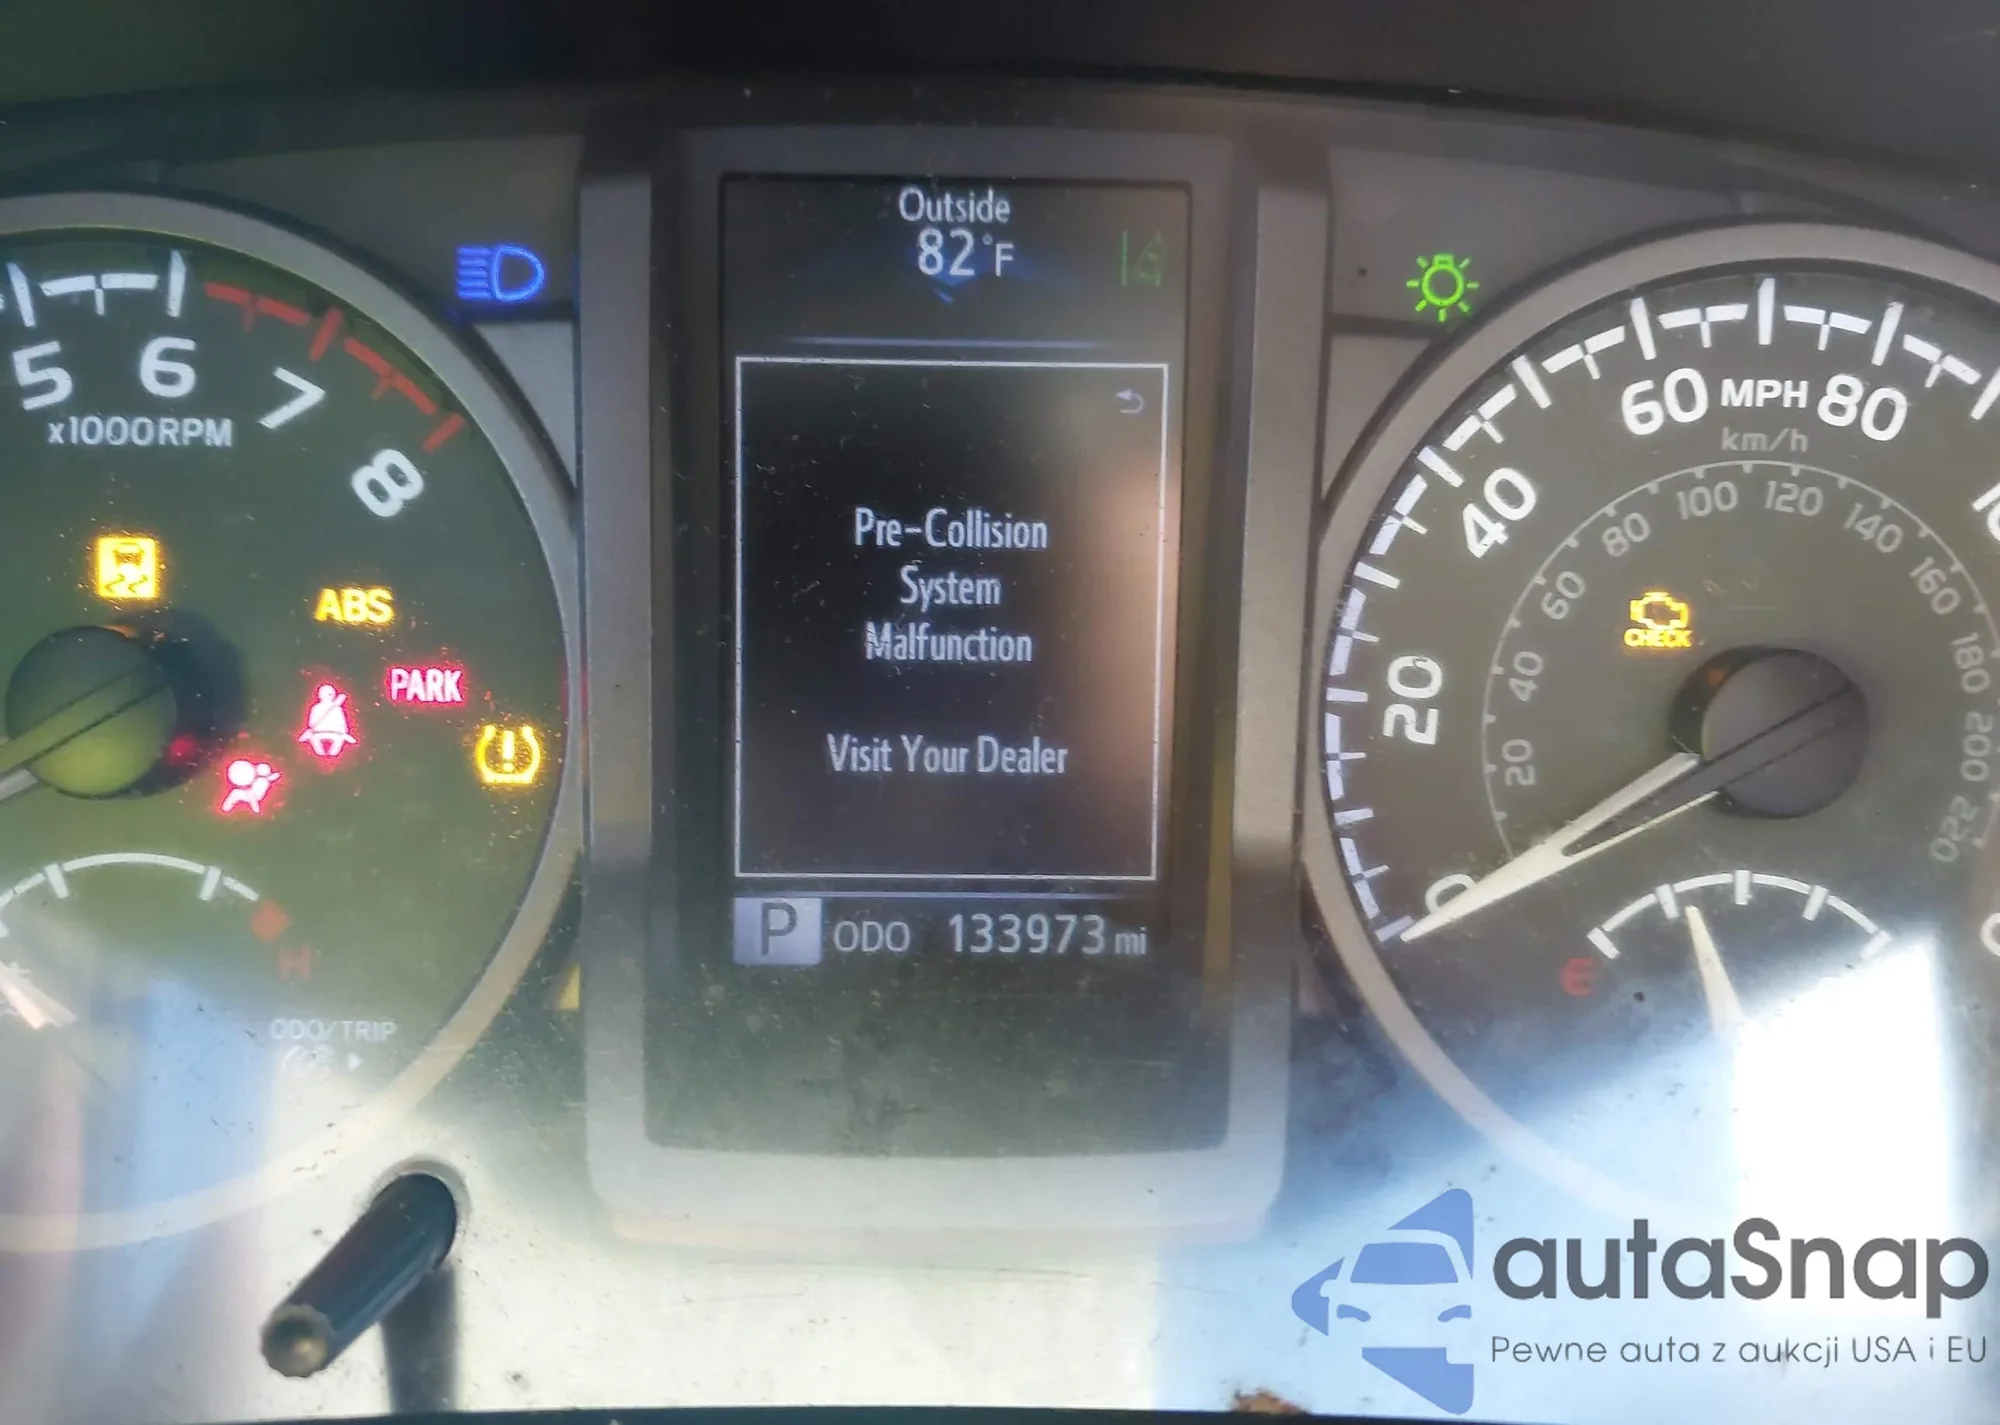 Outside
82°F
5 6 7 8
x1000RPM
ABS
PARK
H
ODO/TRIP
Pre-Collision
System
Malfunction
Visit Your Dealer
P ODO 133973 mi
0 20 40 60 MPH 80
km/h
20 40 60 80 100 120 140 160 180 200 220
CHECK
E
autaSnap
Pewne auta z aukcji USA i EU